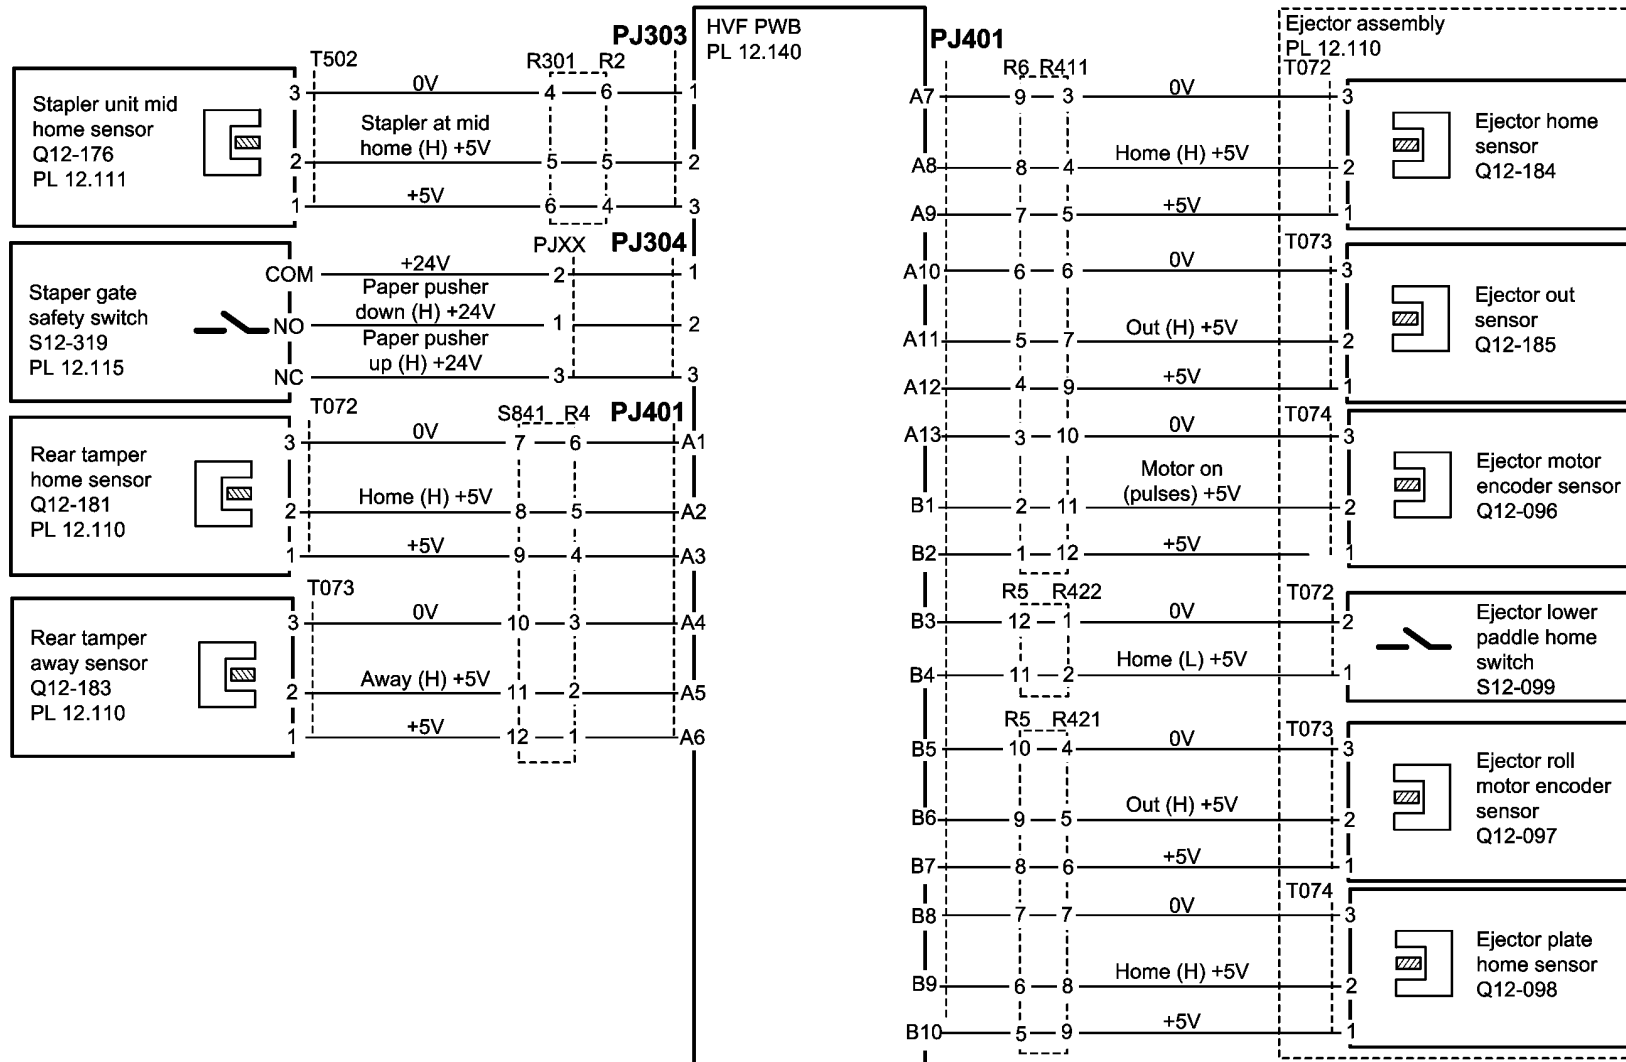 HVF PWB
PL 12.140
PJ303
T502
R301 R2
Stapler unit mid
home sensor
Q12-176
PL 12.111
3 0V 4 6 1
Stapler at mid
home (H) +5V
2 5 5 2
1 +5V 6 4 3
PJXX PJ304
Staper gate
safety switch
S12-319
PL 12.115
COM +24V 2 1
Paper pusher
down (H) +24V
NO 1 2
Paper pusher
up (H) +24V
NC 3 3
T072 S841 R4 PJ401
Rear tamper
home sensor
Q12-181
PL 12.110
3 0V 7 6 A1
2 Home (H) +5V 8 5 A2
1 +5V 9 4 A3
T073
Rear tamper
away sensor
Q12-183
PL 12.110
3 0V 10 3 A4
2 Away (H) +5V 11 2 A5
1 +5V 12 1 A6
PJ401
Ejector assembly
PL 12.110
R6 R411 T072
A7 9 3 0V 3
A8 8 4 Home (H) +5V 2
A9 7 5 +5V 1
Ejector home
sensor
Q12-184
T073
A10 6 6 0V 3
A11 5 7 Out (H) +5V 2
A12 4 9 +5V 1
Ejector out
sensor
Q12-185
T074
A13 3 10 0V 3
Motor on
(pulses) +5V
B1 2 11 2
B2 1 12 +5V 1
Ejector motor
encoder sensor
Q12-096
R5 R422 T072
B3 12 1 0V 2
B4 11 2 Home (L) +5V 1
Ejector lower
paddle home
switch
S12-099
R5 R421 T073
B5 10 4 0V 3
B6 9 5 Out (H) +5V 2
B7 8 6 +5V 1
Ejector roll
motor encoder
sensor
Q12-097
T074
B8 7 7 0V 3
B9 6 8 Home (H) +5V 2
B10 5 9 +5V 1
Ejector plate
home sensor
Q12-098